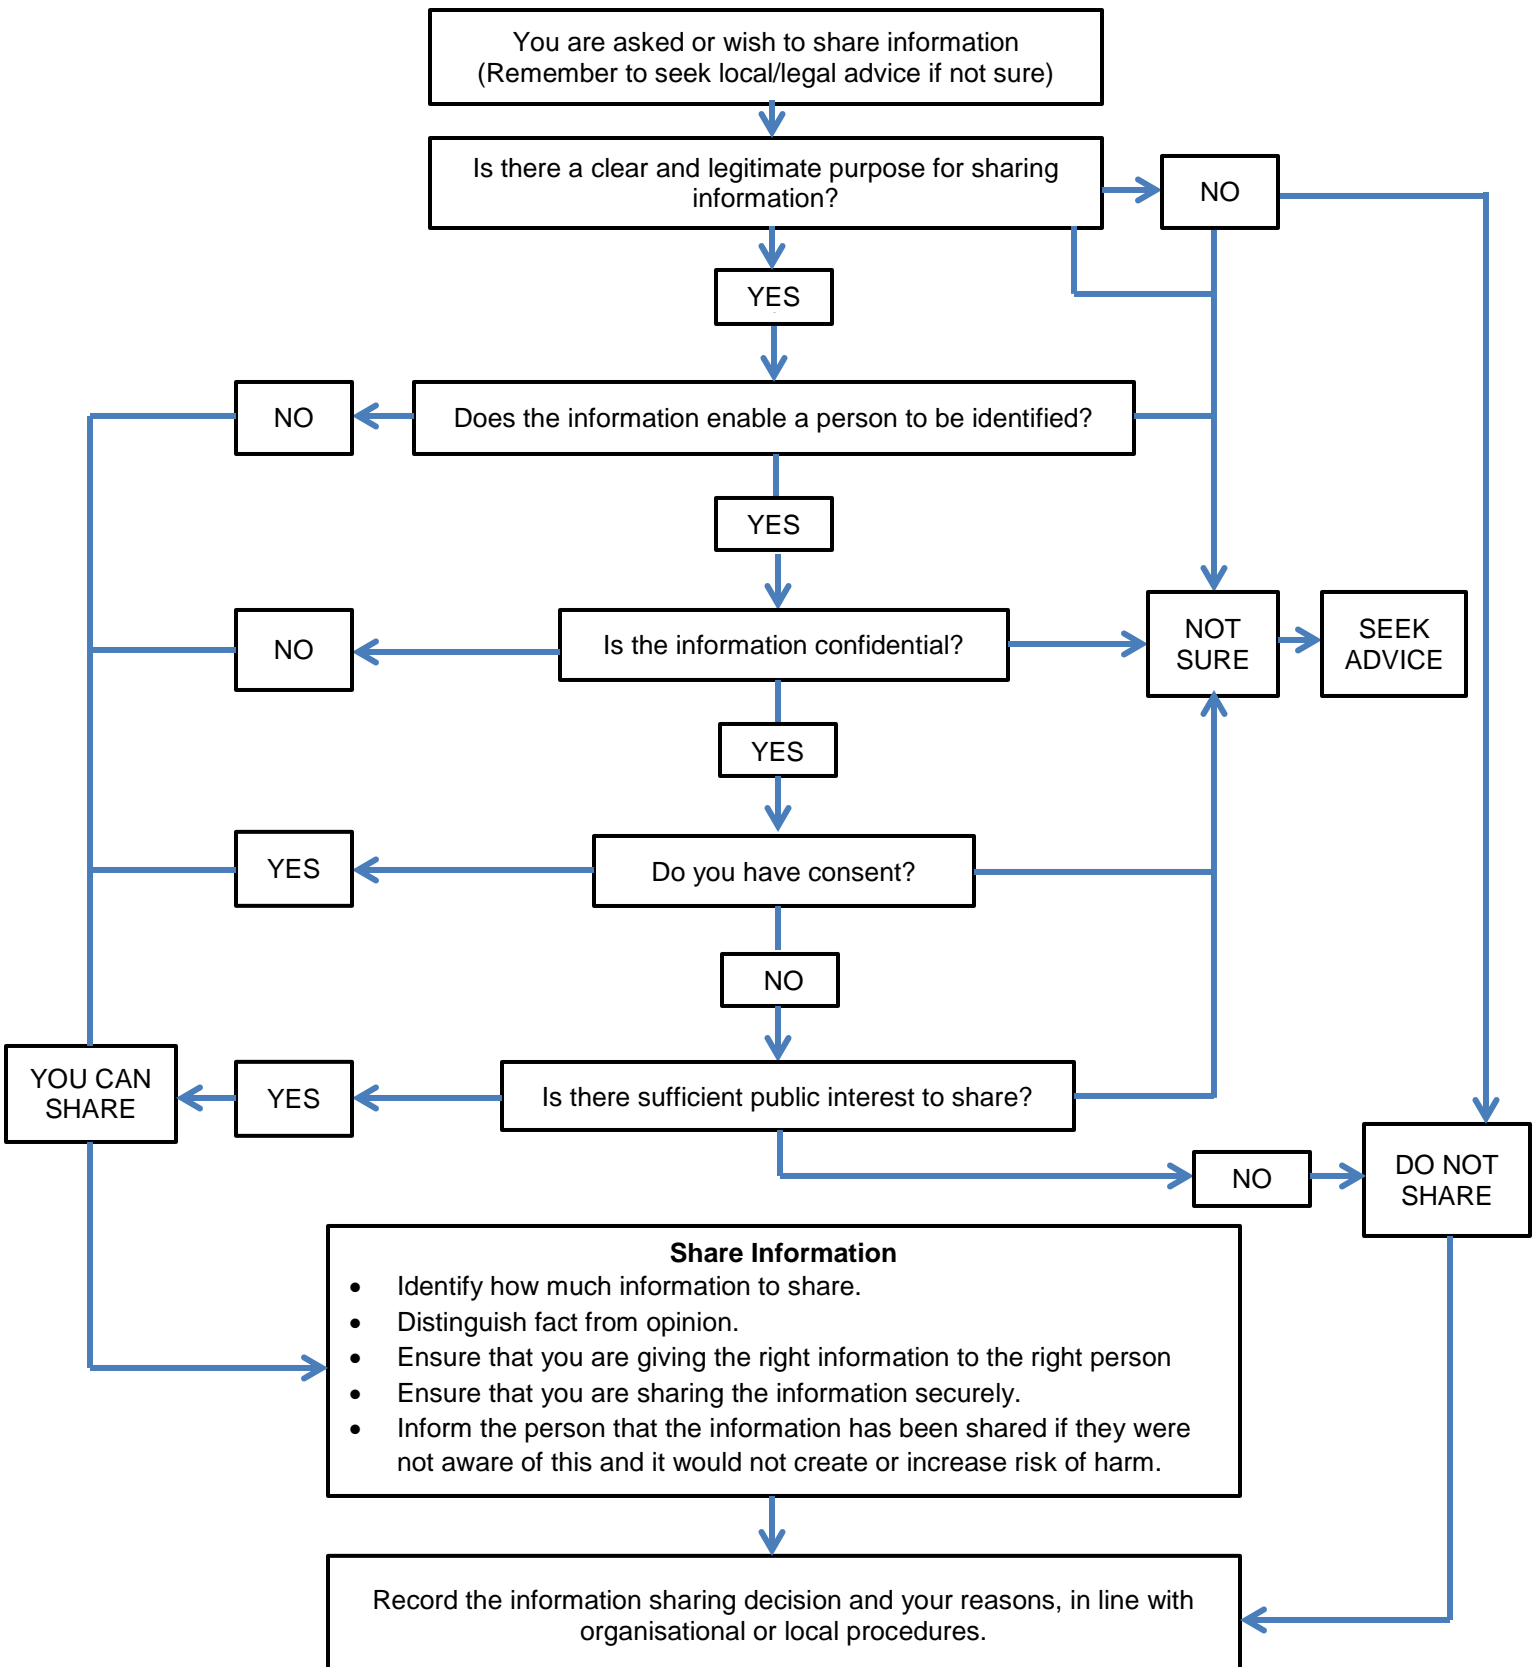 You are asked or wish to share information
(Remember to seek local/legal advice if not sure)
Is there a clear and legitimate purpose for sharing
information?
NO
YES
NO
Does the information enable a person to be identified?
YES
NO
Is the information confidential?
NOT
SURE
SEEK
ADVICE
YES
YES
Do you have consent?
NO
YOU CAN
SHARE
YES
Is there sufficient public interest to share?
NO
DO NOT
SHARE
Share Information
• Identify how much information to share.
• Distinguish fact from opinion.
• Ensure that you are giving the right information to the right person
• Ensure that you are sharing the information securely.
• Inform the person that the information has been shared if they were
not aware of this and it would not create or increase risk of harm.
Record the information sharing decision and your reasons, in line with
organisational or local procedures.